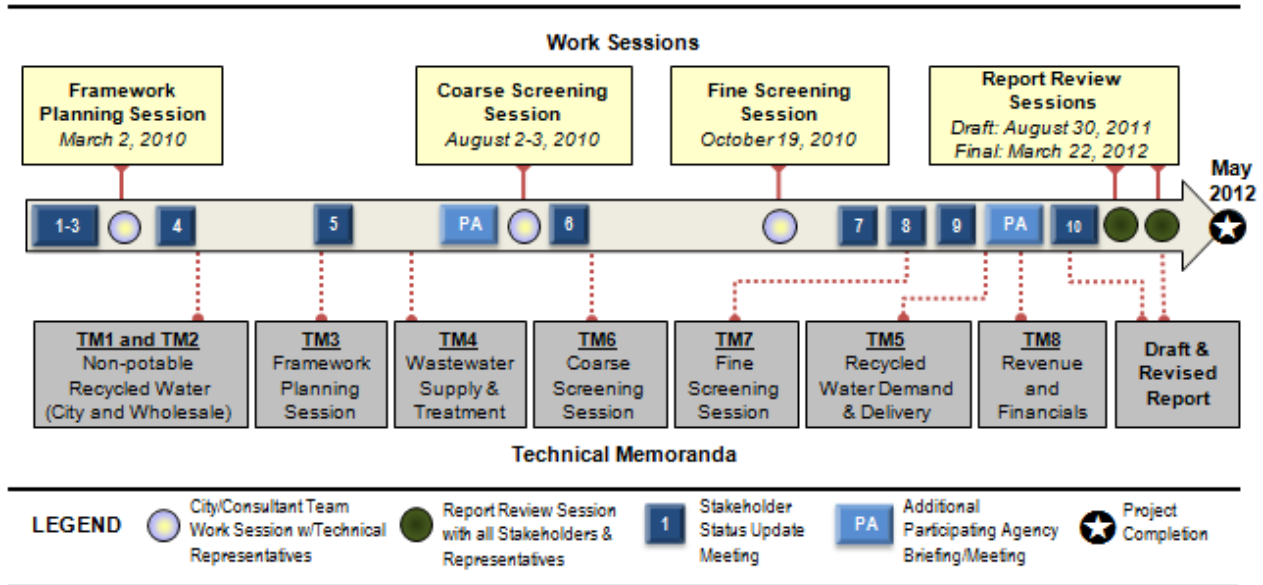 Work Sessions
Framework
Planning Session
March 2, 2010
Coarse Screening
Session
August 2-3, 2010
Fine Screening
Session
October 19, 2010
Report Review
Sessions
Draft: August 30, 2011
Final: March 22, 2012
May
2012
1-3
4
5
PA
6
7
8
9
PA
10
TM1 and TM2
Non-potable
Recycled Water
(City and Wholesale)
TM3
Framework
Planning
Session
TM4
Wastewater
Supply &
Treatment
TM6
Coarse
Screening
Session
TM7
Fine
Screening
Session
TM5
Recycled
Water Demand
& Delivery
TM8
Revenue
and
Financials
Draft &
Revised
Report
Technical Memoranda
LEGEND
City/Consultant Team
Work Session w/Technical
Representatives
Report Review Session
with all Stakeholders &
Representatives
1
Stakeholder
Status Update
Meeting
PA
Additional
Participating Agency
Briefing/Meeting
Project
Completion